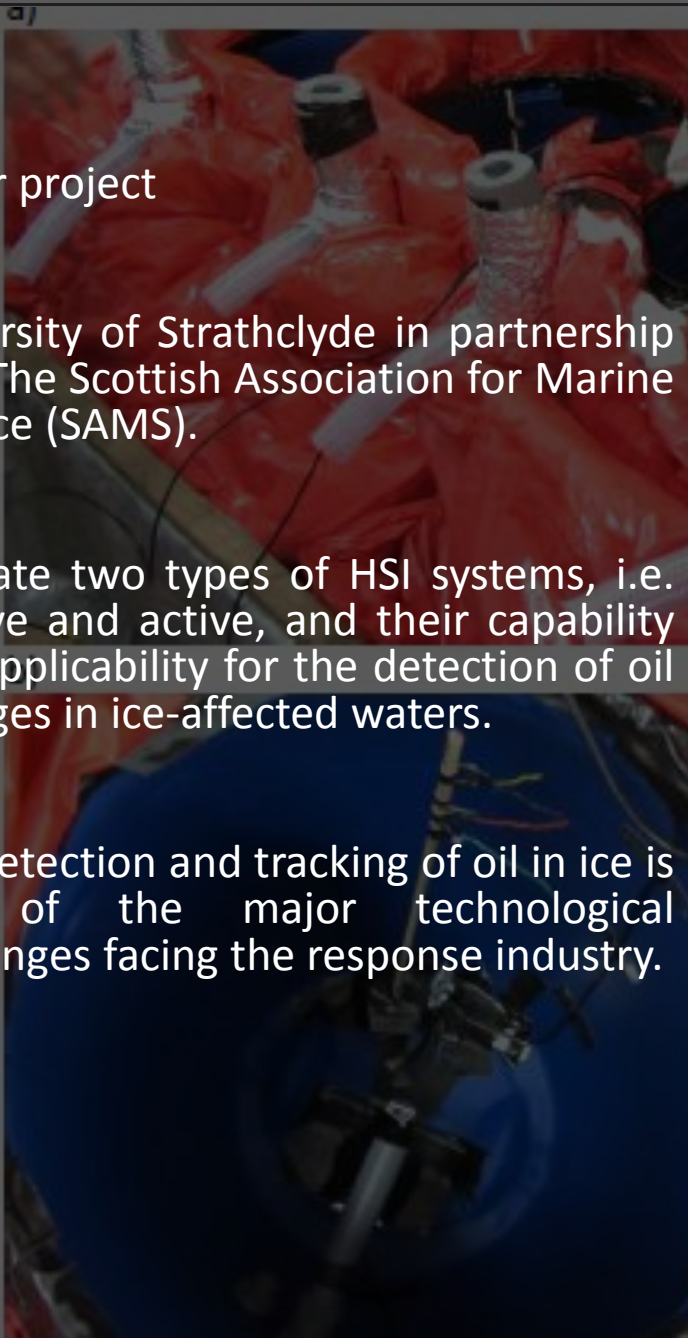 a)
r project
rsity of Strathclyde in partnership
The Scottish Association for Marine
ce (SAMS).
ate two types of HSI systems, i.e.
ve and active, and their capability
pplicability for the detection of oil
ges in ice-affected waters.
etection and tracking of oil in ice is
of the major technological
nges facing the response industry.